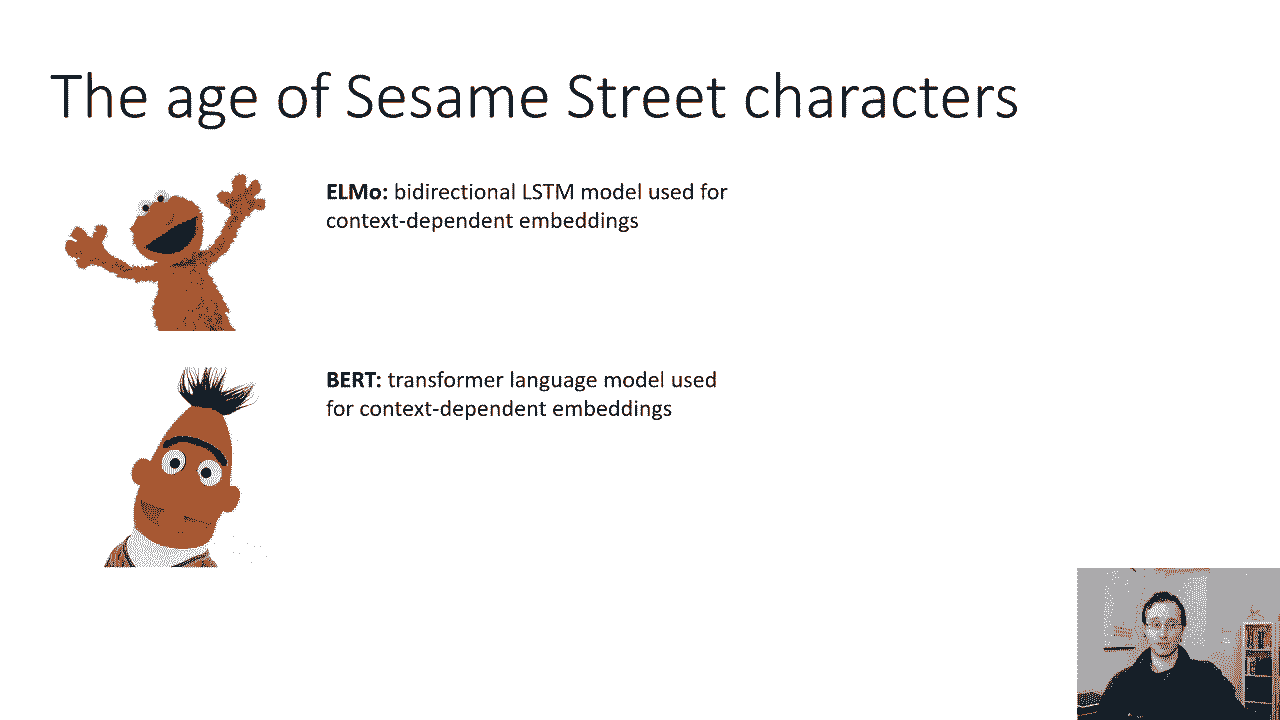 The age of Sesame Street characters
ELMo: bidirectional LSTM model used for
context-dependent embeddings
BERT: transformer language model used
for context-dependent embeddings